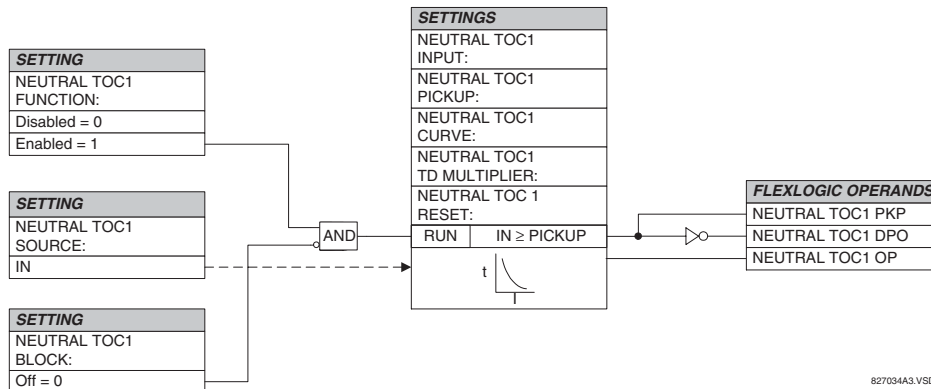 SETTING
NEUTRAL TOC1
FUNCTION:
Disabled = 0
Enabled = 1
SETTING
NEUTRAL TOC1
SOURCE:
IN
SETTING
NEUTRAL TOC1
BLOCK:
Off = 0
AND
SETTINGS
NEUTRAL TOC1
INPUT:
NEUTRAL TOC1
PICKUP:
NEUTRAL TOC1
CURVE:
NEUTRAL TOC1
TD MULTIPLIER:
NEUTRAL TOC 1
RESET:
RUN IN ≥ PICKUP
t
I
FLEXLOGIC OPERANDS
NEUTRAL TOC1 PKP
NEUTRAL TOC1 DPO
NEUTRAL TOC1 OP
827034A3.VSD